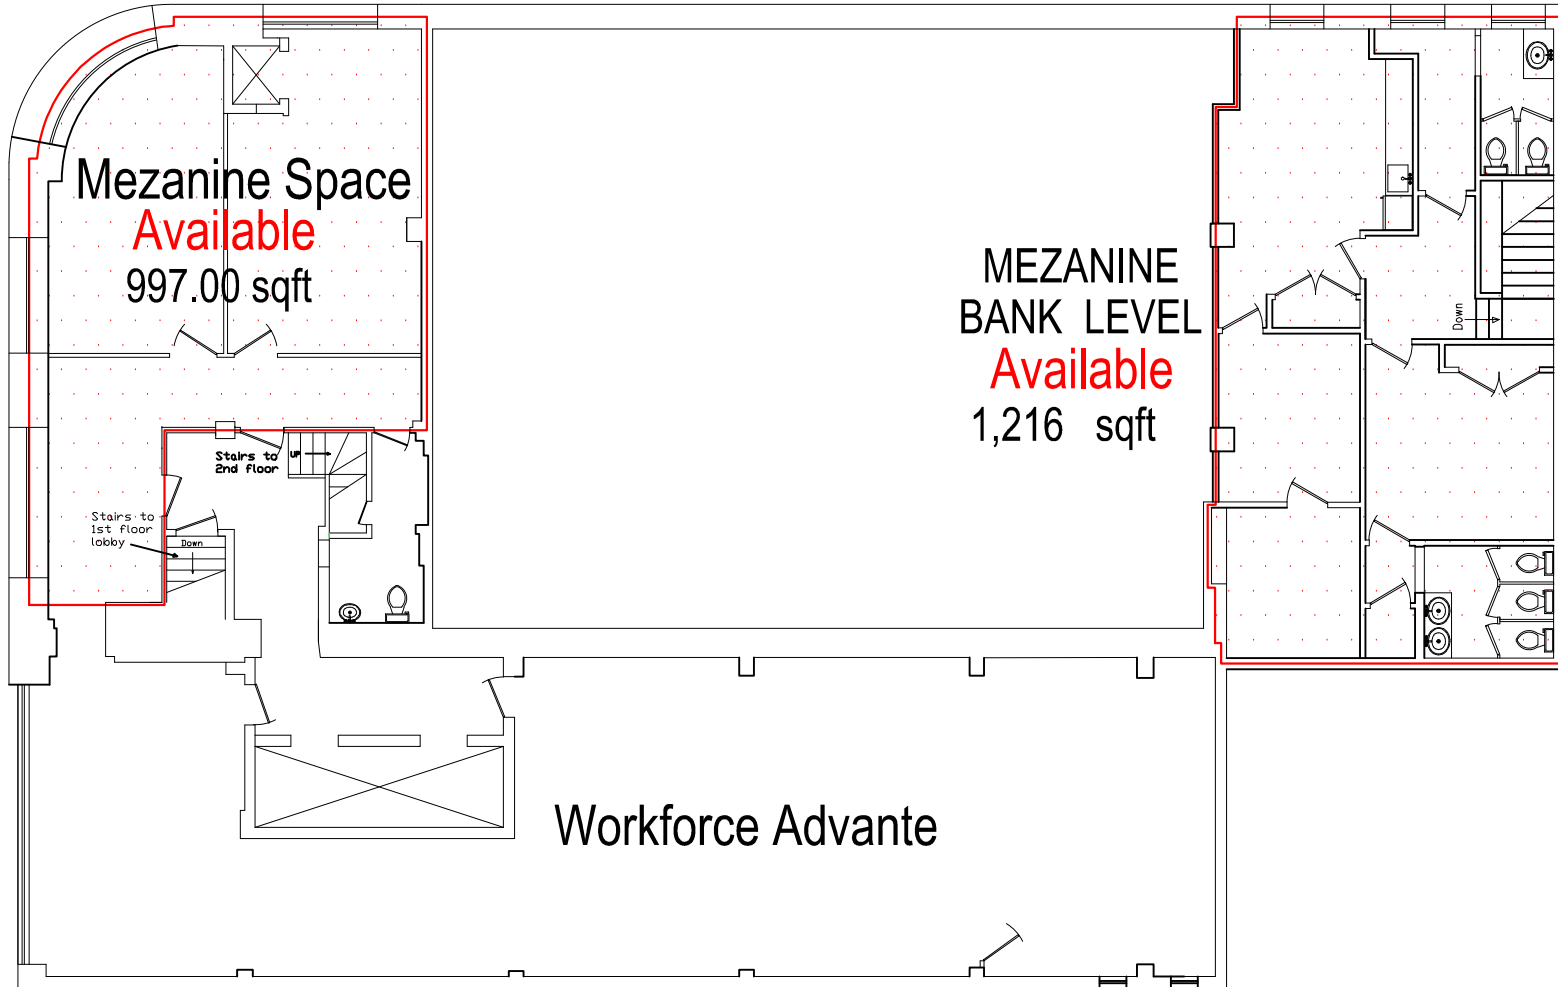 Mezanine Space
Available
997.00 sqft
MEZANINE
BANK LEVEL
Available
1,216 sqft
Down
Stairs to
2nd floor
UP
Stairs to
1st floor
lobby
Down
Workforce Advante